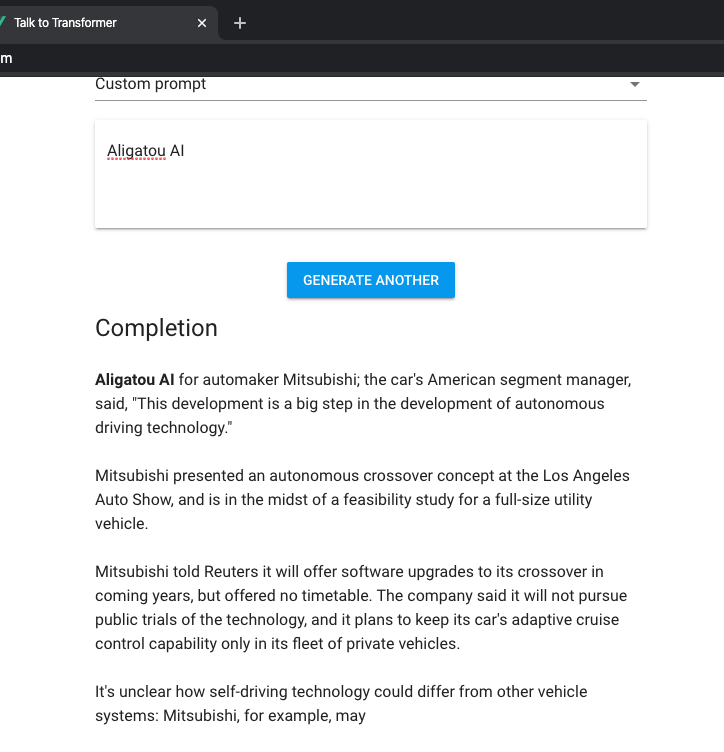 Talk to Transformer
m
Custom prompt
Aligatou AI
GENERATE ANOTHER
Completion
Aligatou AI for automaker Mitsubishi; the car's American segment manager,
said, "This development is a big step in the development of autonomous
driving technology."
Mitsubishi presented an autonomous crossover concept at the Los Angeles
Auto Show, and is in the midst of a feasibility study for a full-size utility
vehicle.
Mitsubishi told Reuters it will offer software upgrades to its crossover in
coming years, but offered no timetable. The company said it will not pursue
public trials of the technology, and it plans to keep its car's adaptive cruise
control capability only in its fleet of private vehicles.
It's unclear how self-driving technology could differ from other vehicle
systems: Mitsubishi, for example, may